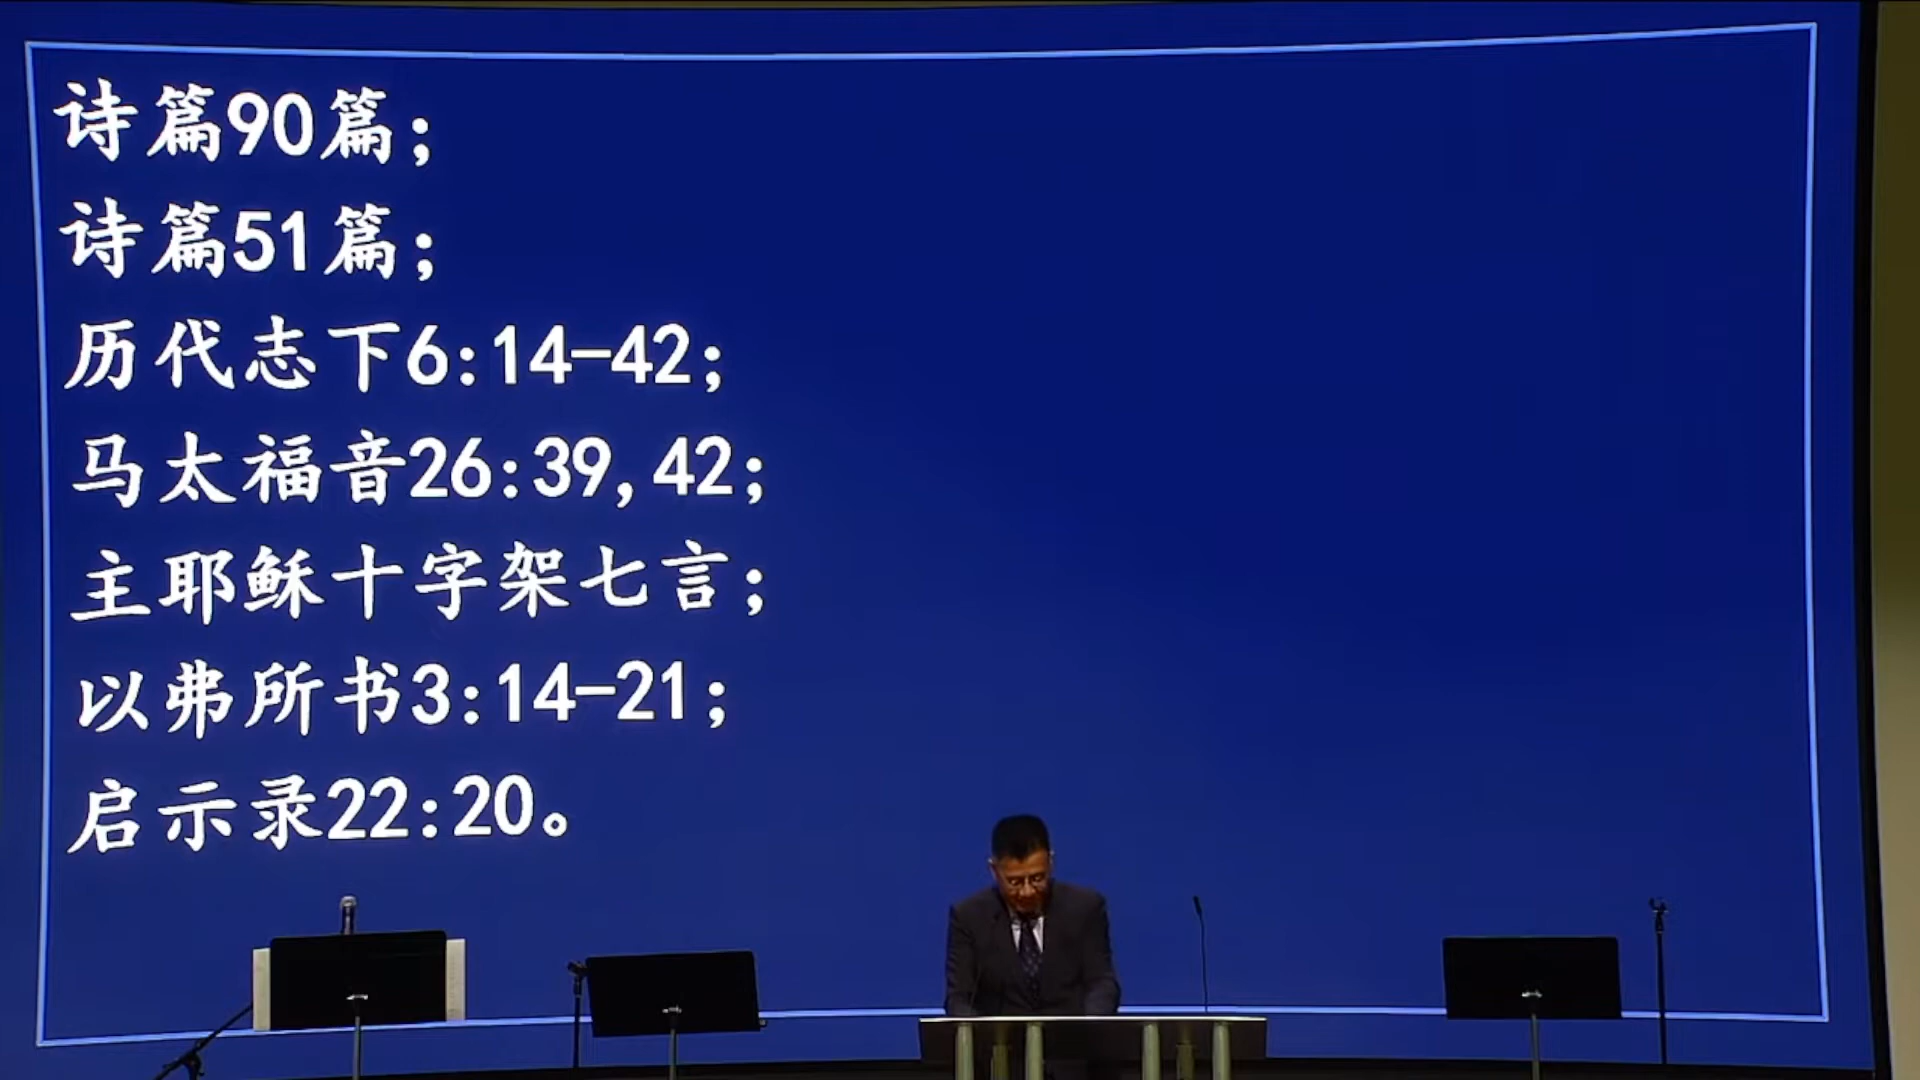 诗篇90篇;
诗篇51篇;
历代志下6:14-42;
马太福音26:39,42;
主耶稣十字架七言;
以弗所书3:14-21;
启示录22:20。